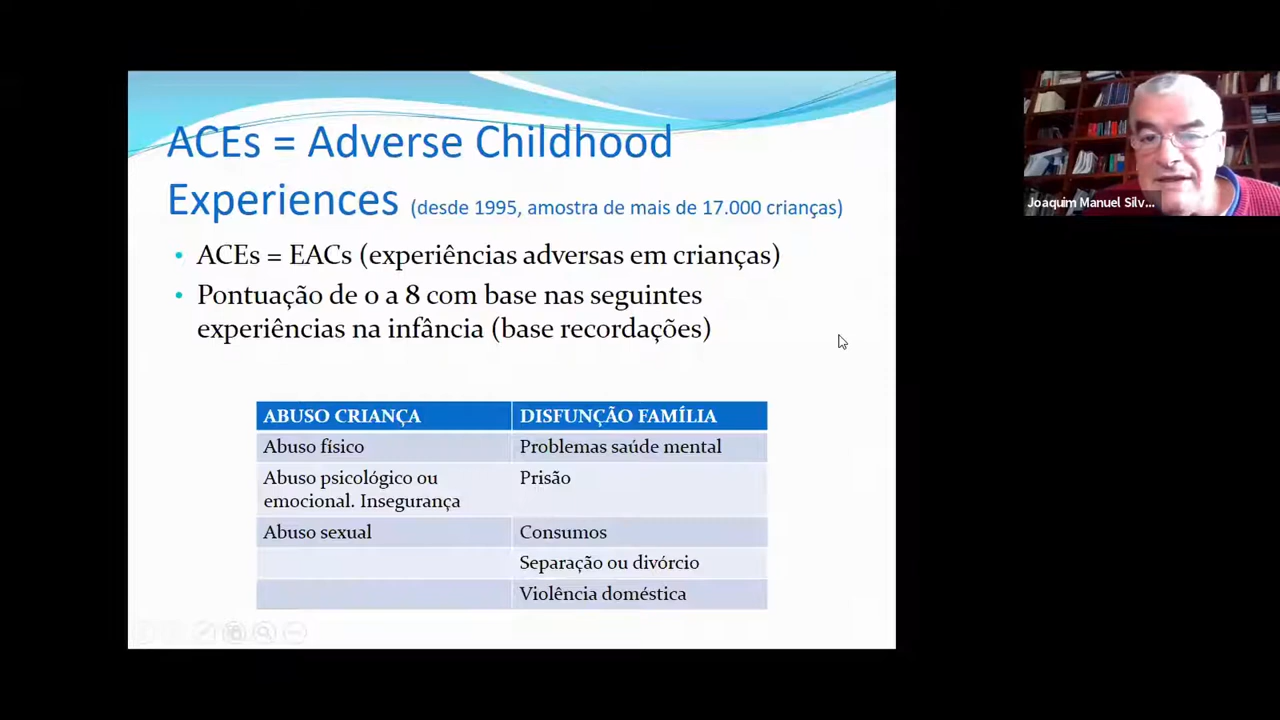 ACEs = Adverse Childhood
Experiences (desde 1995, amostra de mais de 17.000 crianças)
• ACEs = EACs (experiências adversas em crianças)
• Pontuação de 0 a 8 com base nas seguintes
experiências na infância (base recordações)
ABUSO CRIANÇA
DISFUNÇÃO FAMÍLIA
Abuso físico
Problemas saúde mental
Abuso psicológico ou
emocional. Insegurança
Prisão
Abuso sexual
Consumos
Separação ou divórcio
Violência doméstica
Joaquim Manuel Silv...